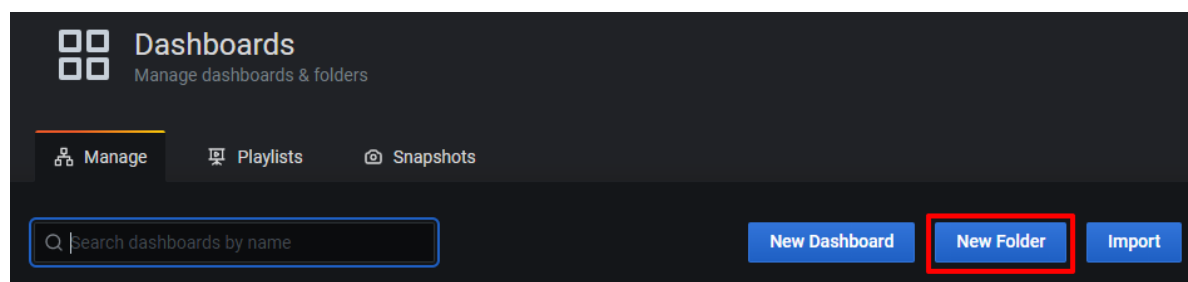 Dashboards
Manage dashboards & folders
Manage Playlists Snapshots
Search dashboards by name New Dashboard New Folder Import